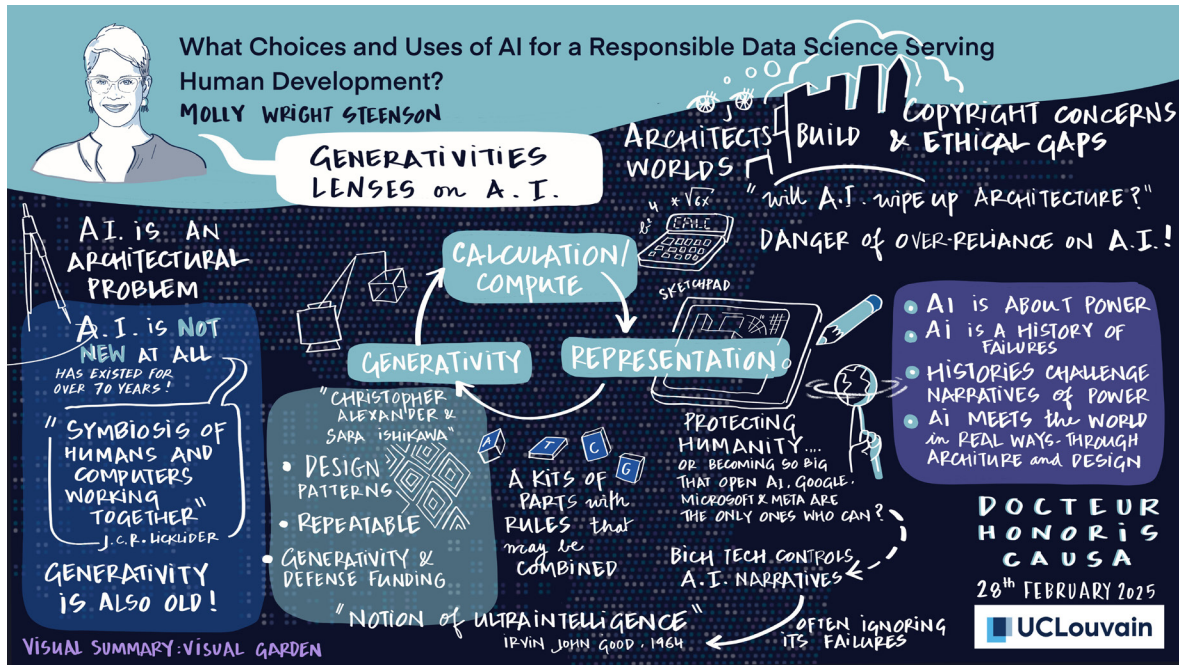 What Choices and Uses of AI for a Responsible Data Science Serving
Human Development?
MOLLY WRIGHT STEENSON
GENERATIVITIES
LENSES on A.I.
ARCHITECTS BUILD
WORLDS
COPYRIGHT CONCERNS
& ETHICAL GAPS
"will A.I. wipe up ARCHITECTURE?"
DANGER of OVER-RELIANCE ON A.I.!
A.I. is AN
ARCHITECTURAL
PROBLEM
A.I. is NOT
NEW AT ALL
HAS EXISTED FOR
OVER 70 YEARS!
"SYMBIOSIS OF
HUMANS AND
COMPUTERS
WORKING
TOGETHER"
J.C.R. LICKLIDER
GENERATIVITY
IS ALSO OLD!
CALCULATION/
COMPUTE
REPRESENTATION
GENERATIVITY
CALC
SKETCHPAD
"CHRISTOPHER
ALEXANDER &
SARA ISHIKAWA"
• DESIGN
PATTERNS
• REPEATABLE
• GENERATIVITY &
DEFENSE FUNDING
A T C G
A KITS OF
PARTS with
RULES that
may be
COMBINED
PROTECTING
HUMANITY....
OR BECOMING SO BIG
THAT OPEN AI, GOOGLE,
MICROSOFT & META ARE
THE ONLY ONES WHO CAN?
BICH TECH CONTROLS
A.I. NARRATIVES
OFTEN IGNORING
ITS FAILURES
"NOTION of ULTRAINTELLIGENCE"
IRVIN JOHN GOOD. 1964
• AI IS ABOUT POWER
• Ai is A HISTORY OF
FAILURES
• HISTORIES CHALLENGE
NARRATIVES OF POWER
• Ai MEETS the WORLD
in REAL WAYS-THROUGH
ARCHITURE and DESIGN
DOCTEUR
HONORIS
CAUSA
28th FEBRUARY 2025
UCLouvain
VISUAL SUMMARY: VISUAL GARDEN